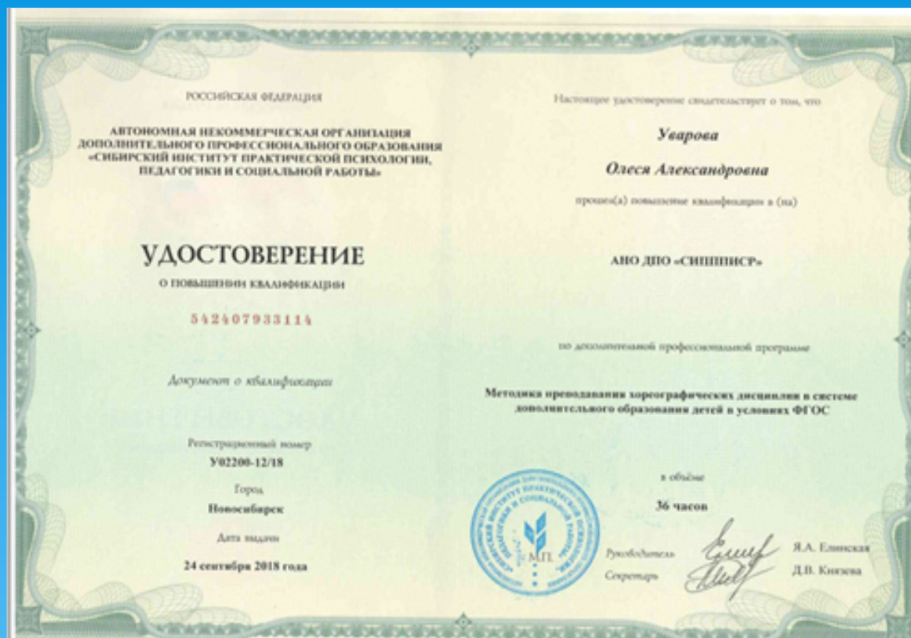 РОССИЙСКАЯ ФЕДЕРАЦИЯ
АВТОНОМНАЯ НЕКОММЕРЧЕСКАЯ ОРГАНИЗАЦИЯ
ДОПОЛНИТЕЛЬНОГО ПРОФЕССИОНАЛЬНОГО ОБРАЗОВАНИЯ
«СИБИРСКИЙ ИНСТИТУТ ПРАКТИЧЕСКОЙ ПСИХОЛОГИИ,
ПЕДАГОГИКИ И СОЦИАЛЬНОЙ РАБОТЫ»
УДОСТОВЕРЕНИЕ
О ПОВЫШЕНИИ КВАЛИФИКАЦИИ
542407933114
Документ о квалификации
Регистрационный номер
У02200-12/18
Город
Новосибирск
Дата выдачи
24 сентября 2018 года
Настоящее удостоверение свидетельствует о том, что
Уварова
Олеся Александровна
прошел(а) повышение квалификации в (на)
АНО ДПО «СИПППИСР»
по дополнительной профессиональной программе
Методика преподавания хореографических дисциплин в системе
дополнительного образования детей в условиях ФГОС
в объёме
36 часов
М.П.
Руководитель
Я.А. Елинская
Секретарь
Д.В. Князева